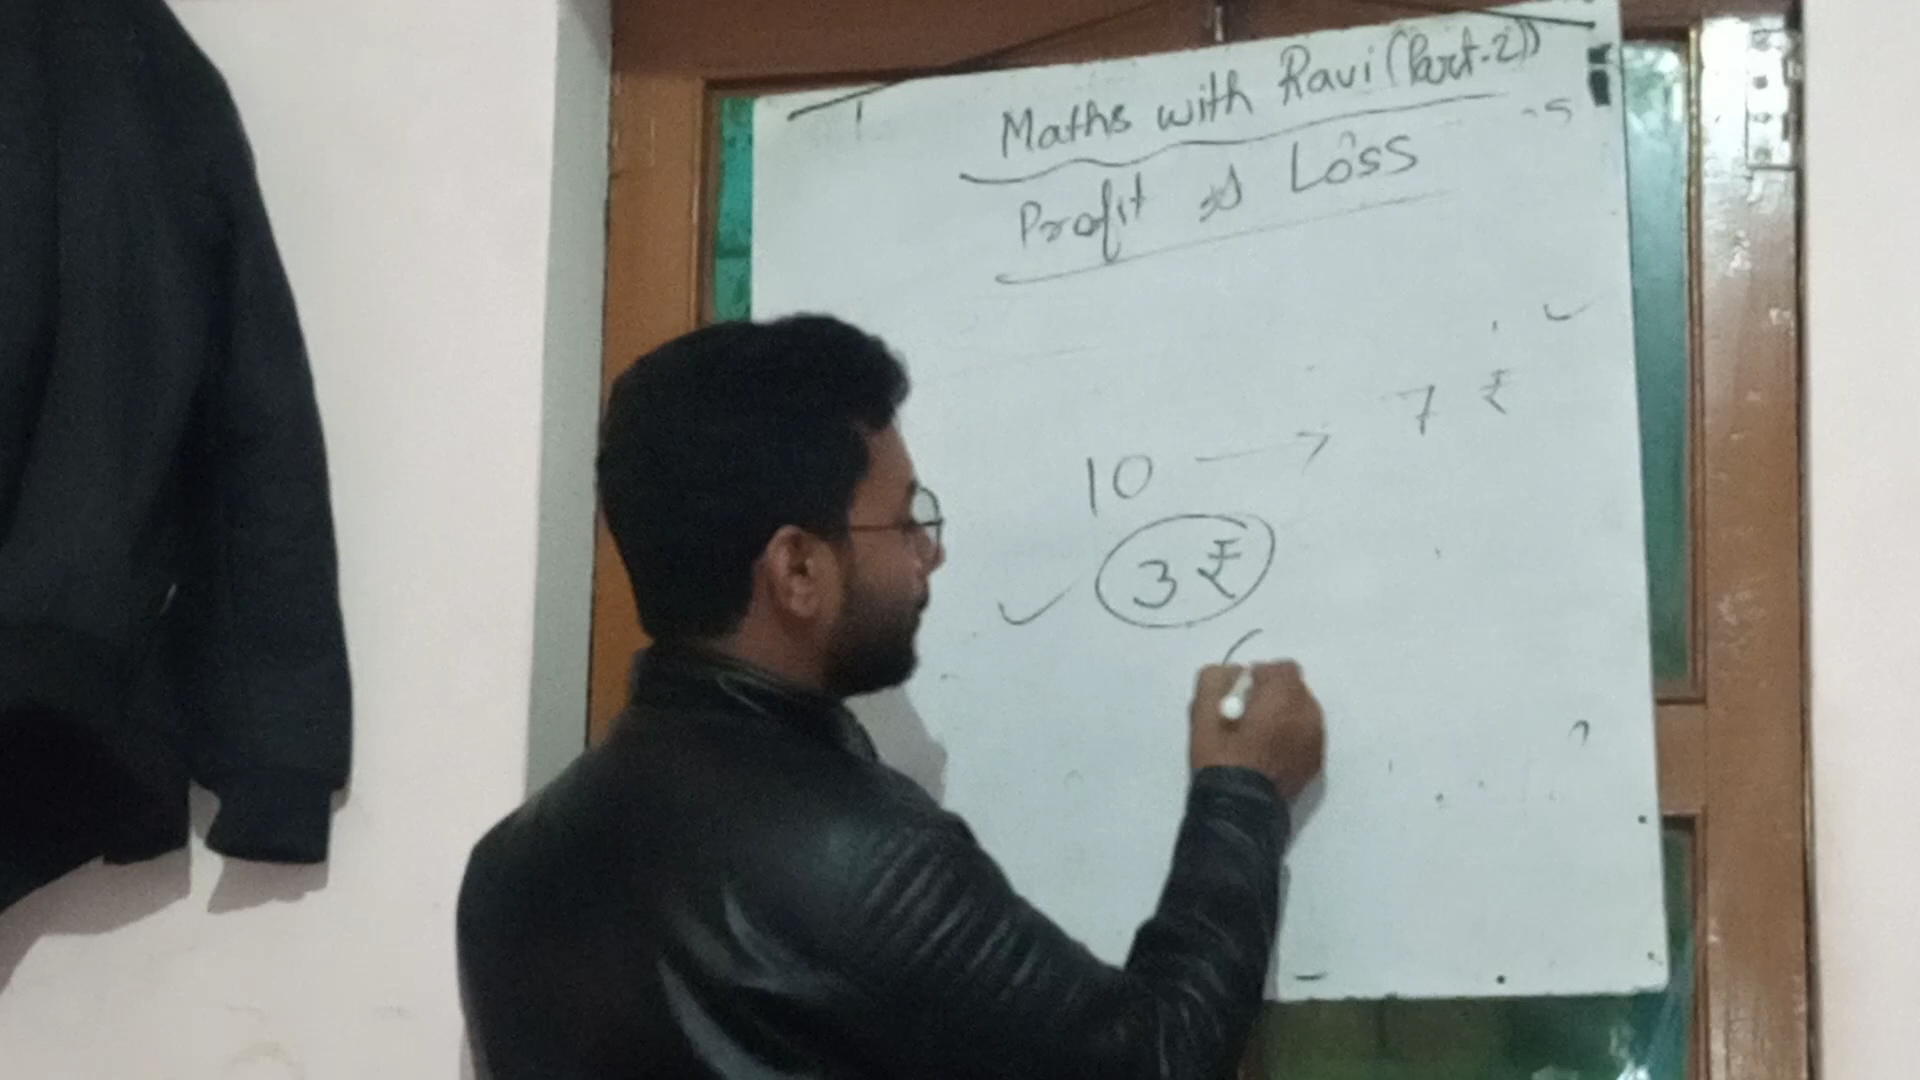 Maths with Ravi (Part-2))
Profit & Loss
10 → 7 ₹
✓ 3 ₹